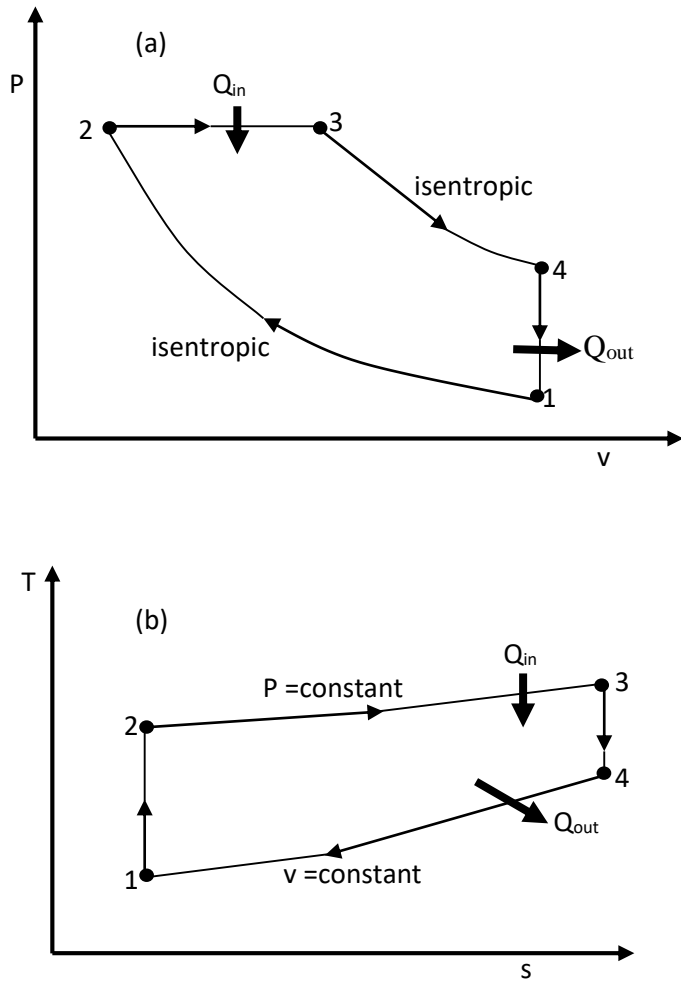 (a)
P
Qin
2
3
isentropic
4
isentropic
Qout
1
v
T
(b)
Qin
P =constant
3
2
4
Qout
1
v =constant
s